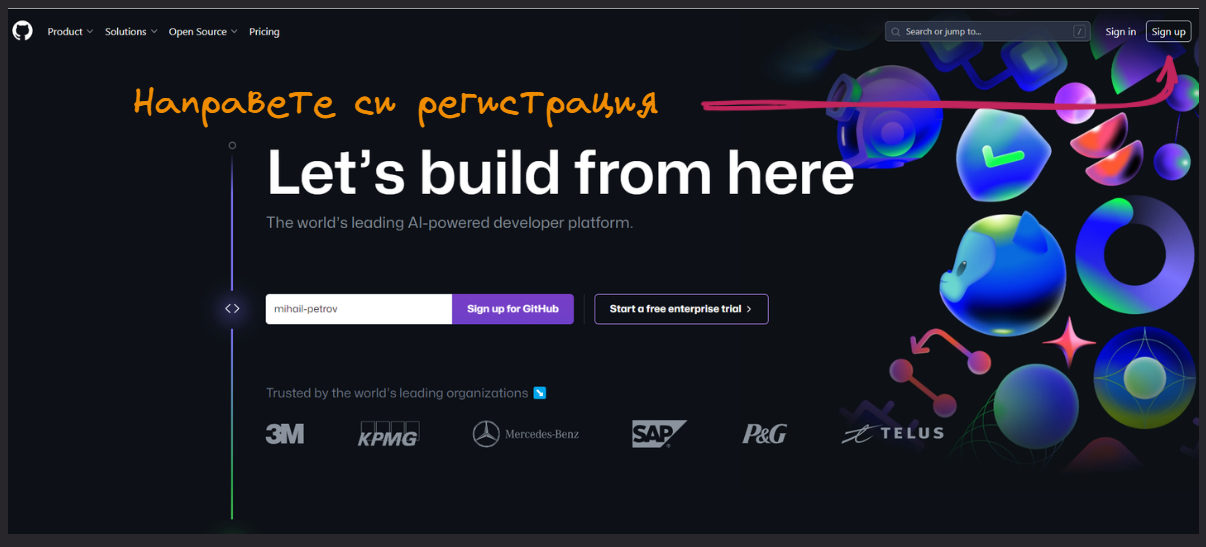 Product Solutions Open Source Pricing Search or jump to... / Sign in Sign up
Направете си регистрация
Let's build from here
The world's leading AI-powered developer platform.
mihail-petrov Sign up for GitHub Start a free enterprise trial
Trusted by the world's leading organizations
3M KPMG Mercedes-Benz SAP P&G TELUS